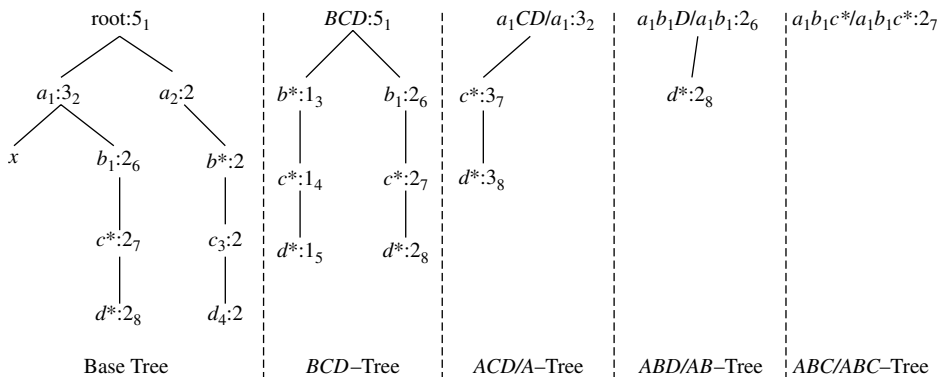 root:5₁ BCD:5₁ a₁CD/a₁:3₂ a₁b₁D/a₁b₁:2₆ a₁b₁c*/a₁b₁c*:2₇
a₁:3₂ a₂:2 b*:1₃ b₁:2₆ c*:3₇ d*:2₈
x b₁:2₆ b*:2 c*:1₄ c*:2₇ d*:3₈
c*:2₇ c₃:2 d*:1₅ d*:2₈
d*:2₈ d₄:2
Base Tree BCD–Tree ACD/A–Tree ABD/AB–Tree ABC/ABC–Tree